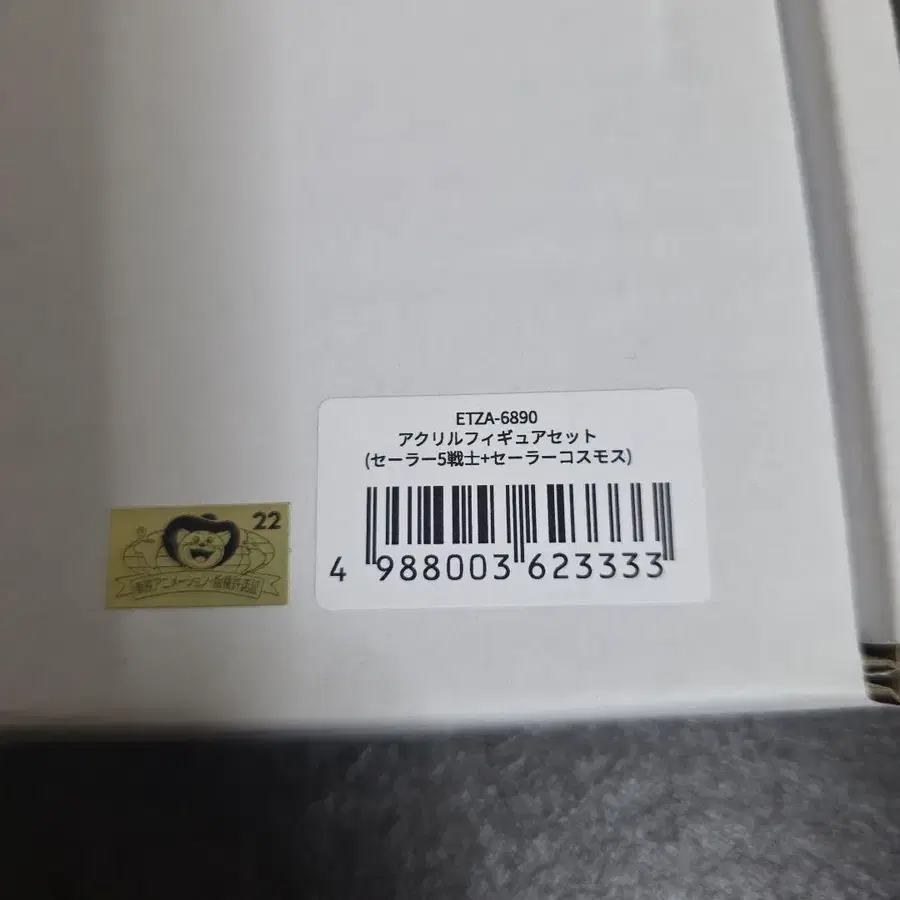 ETZA-6890
アクリルフィギュアセット
(セーラー5戦士+セーラーコスモス)
4 988003 623333
22